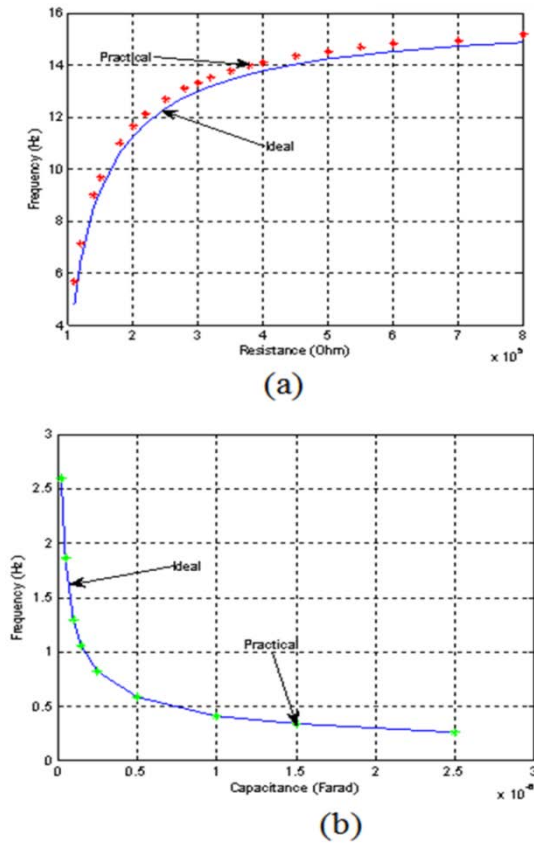 16
14
12
10
8
6
4
Practical
Ideal
Frequency (Hz)
1 2 3 4 5 6 7 8
Resistance (Ohm)
(a)
3
2.5
2
1.5
1
0.5
0
Ideal
Practical
Frequency (Hz)
0 0.5 1 1.5 2 2.5 3
Capacitance (Farad)
(b)